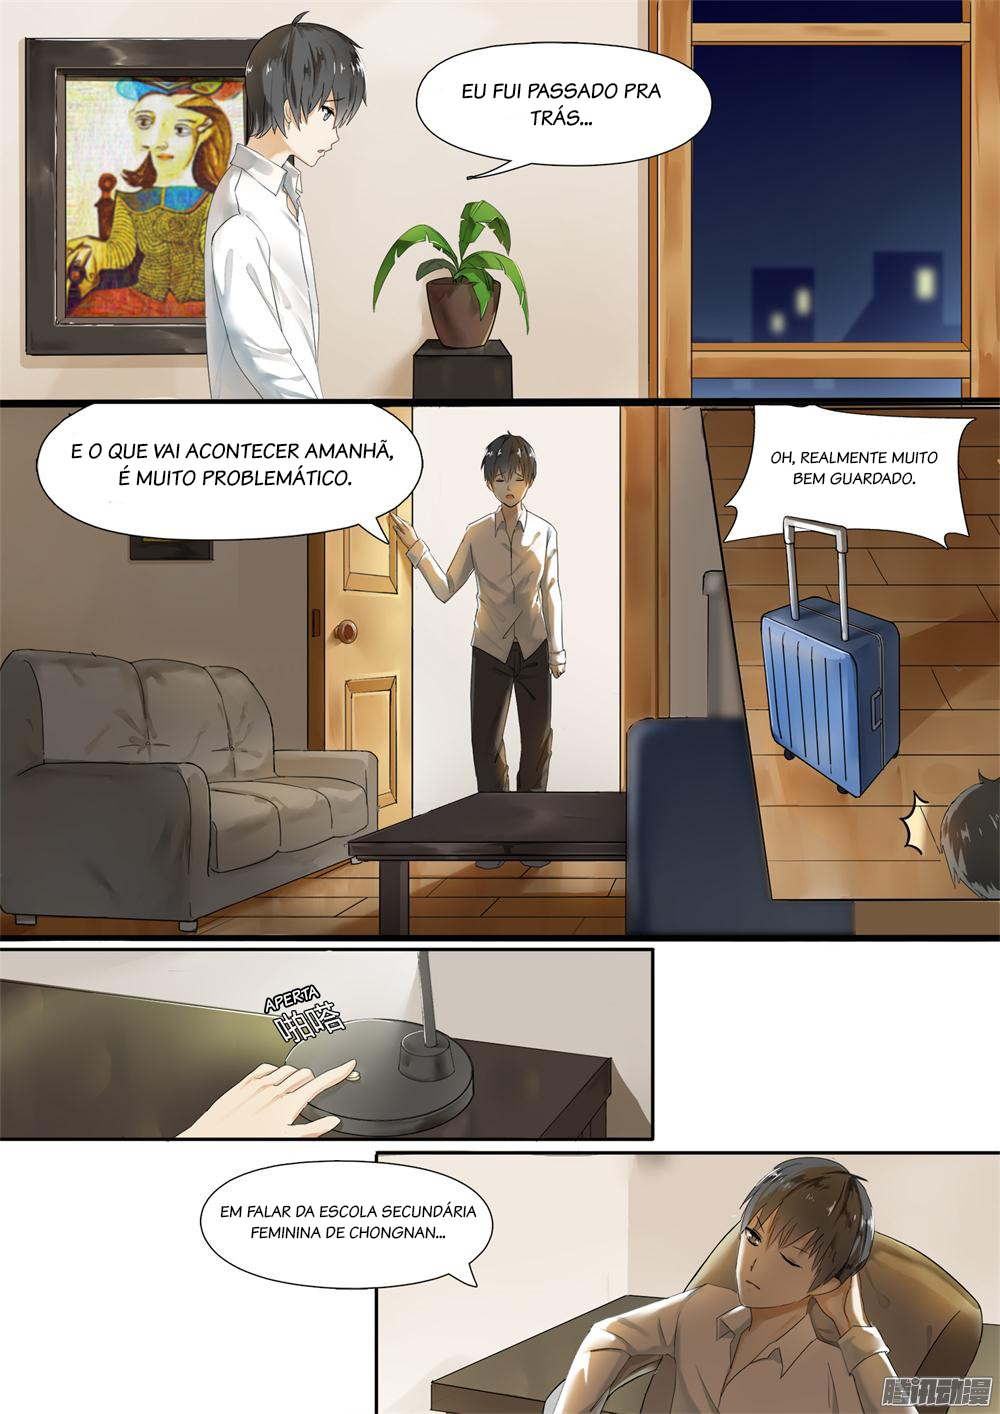 EU FUI PASSADO PRA
TRÁS...
E O QUE VAI ACONTECER AMANHÃ,
É MUITO PROBLEMÁTICO.
OH, REALMENTE MUITO
BEM GUARDADO.
APERTA
啪嗒
EM FALAR DA ESCOLA SECUNDÁRIA
FEMININA DE CHONGNAN...
腾讯动漫